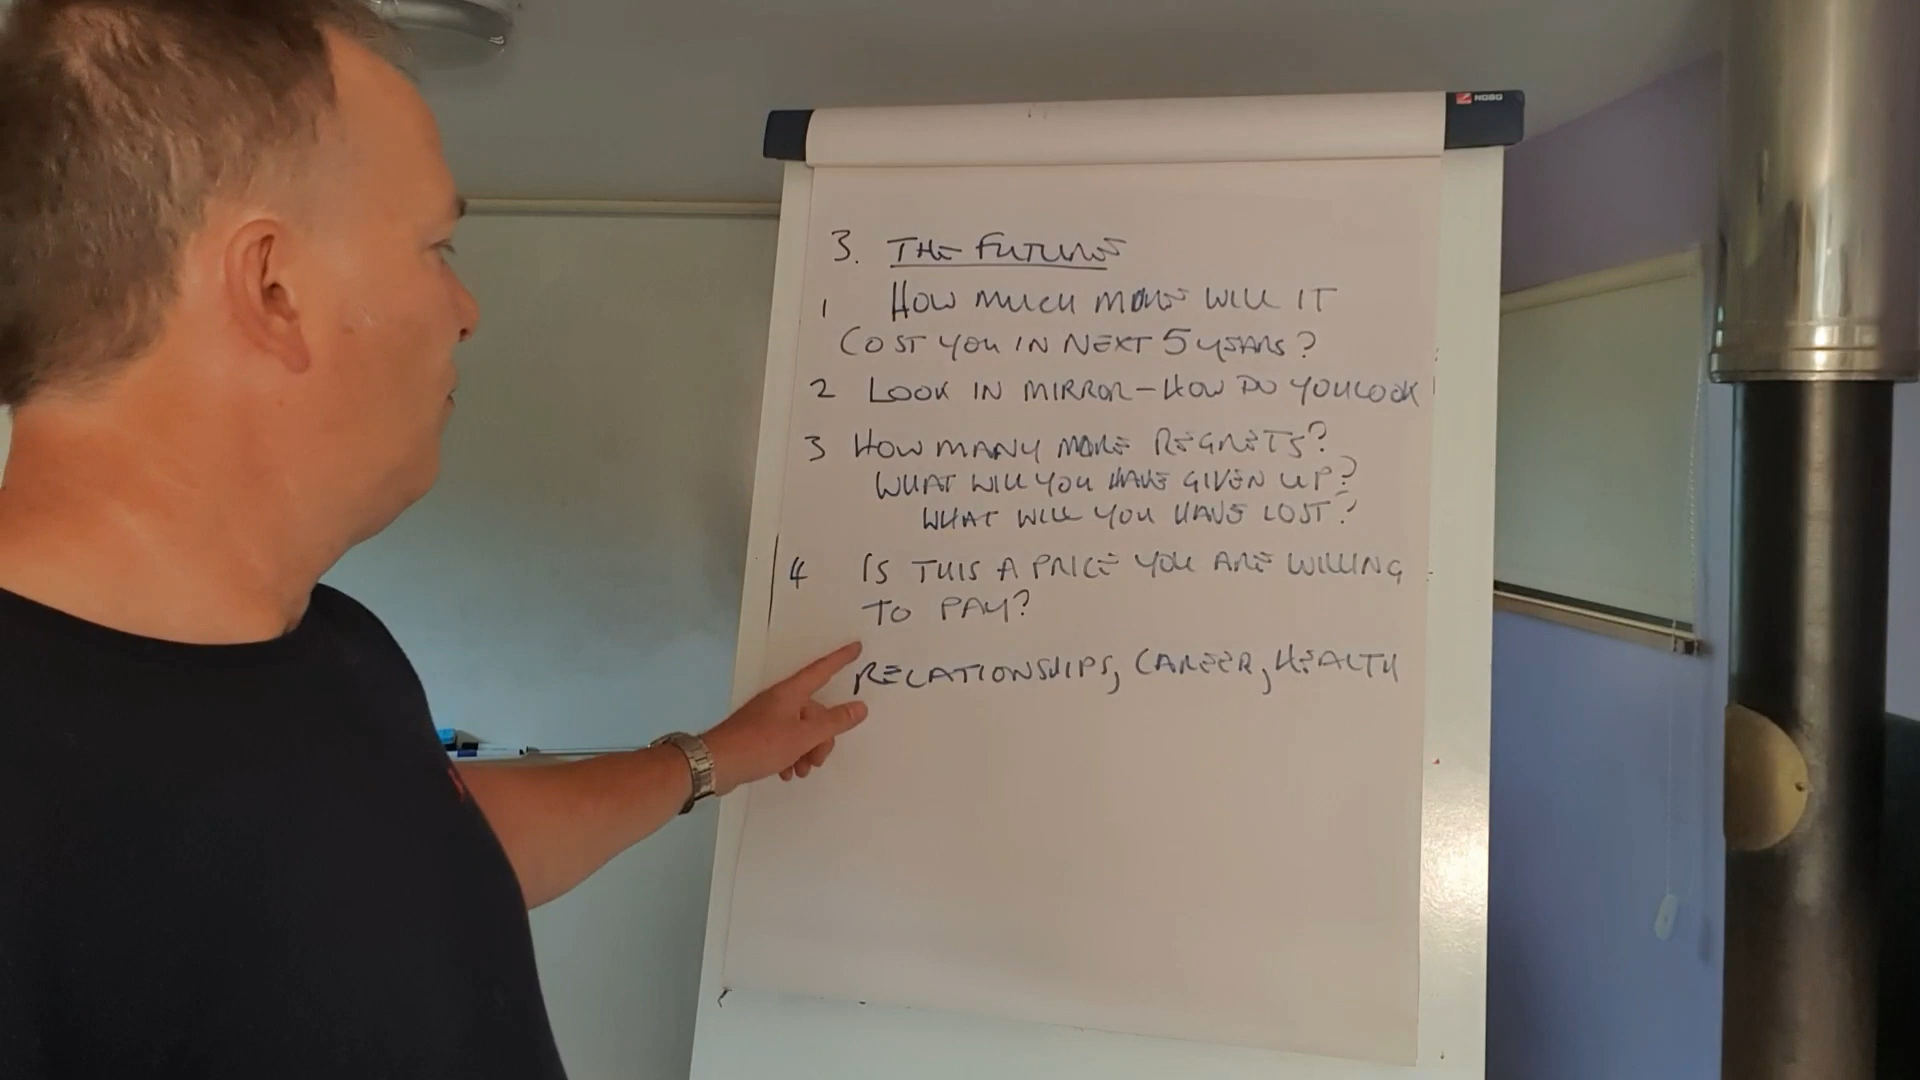 NOBO
3. THE FUTURE
1 HOW MUCH MORE WILL IT
COST YOU IN NEXT 5 YEARS?
2 LOOK IN MIRROR - HOW DO YOU LOOK
3 HOW MANY MORE REGRETS?
WHAT WILL YOU HAVE GIVEN UP?
WHAT WILL YOU HAVE LOST?
4 IS THIS A PRICE YOU ARE WILLING
TO PAY?
RELATIONSHIPS, CAREER, HEALTH